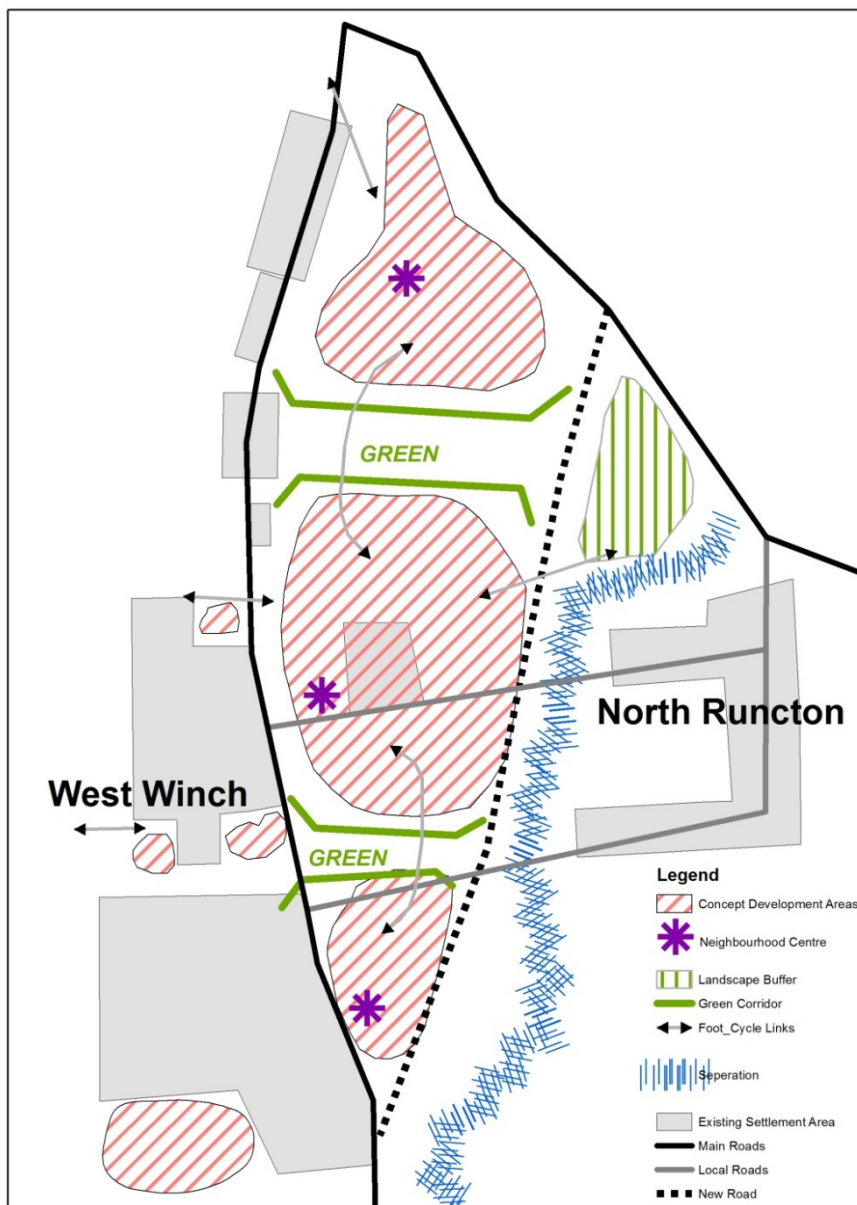 GREEN
North Runcton
West Winch
GREEN
Legend
Concept Development Areas
Neighbourhood Centre
Landscape Buffer
Green Corridor
Foot_Cycle Links
Seperation
Existing Settlement Area
Main Roads
Local Roads
New Road